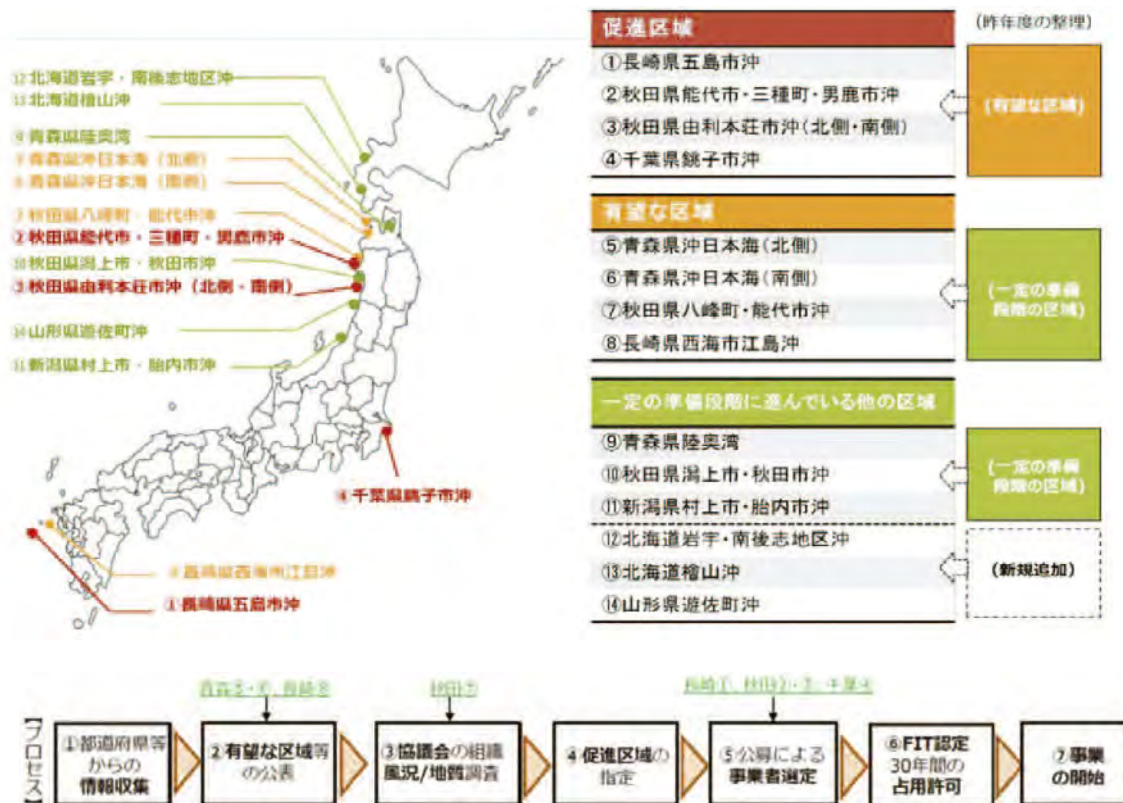 ⑫北海道岩宇・南後志地区沖
⑬北海道檜山沖
⑨青森県陸奥湾
⑤青森県沖日本海（北側）
⑥青森県沖日本海（南側）
⑦秋田県八峰町・能代市沖
②秋田県能代市・三種町・男鹿市沖
⑩秋田県潟上市・秋田市沖
③秋田県由利本荘市沖（北側・南側）
⑭山形県遊佐町沖
⑪新潟県村上市・胎内市沖
④千葉県銚子市沖
⑧長崎県西海市江島沖
①長崎県五島市沖
（昨年度の整理）
促進区域
①長崎県五島市沖
②秋田県能代市・三種町・男鹿市沖
③秋田県由利本荘市沖（北側・南側）
④千葉県銚子市沖
（有望な区域）
有望な区域
⑤青森県沖日本海（北側）
⑥青森県沖日本海（南側）
⑦秋田県八峰町・能代市沖
⑧長崎県西海市江島沖
（一定の準備
段階の区域）
一定の準備段階に進んでいる他の区域
⑨青森県陸奥湾
⑩秋田県潟上市・秋田市沖
⑪新潟県村上市・胎内市沖
（一定の準備
段階の区域）
⑫北海道岩宇・南後志地区沖
⑬北海道檜山沖
⑭山形県遊佐町沖
（新規追加）
青森⑤・⑥、長崎⑧
秋田⑦
長崎①、秋田②・③、千葉④
【プロセス】
①都道府県等
からの
情報収集
②有望な区域等
の公表
③協議会の組織
風況/地質調査
④促進区域の
指定
⑤公募による
事業者選定
⑥FIT認定
30年間の
占用許可
⑦事業
の開始